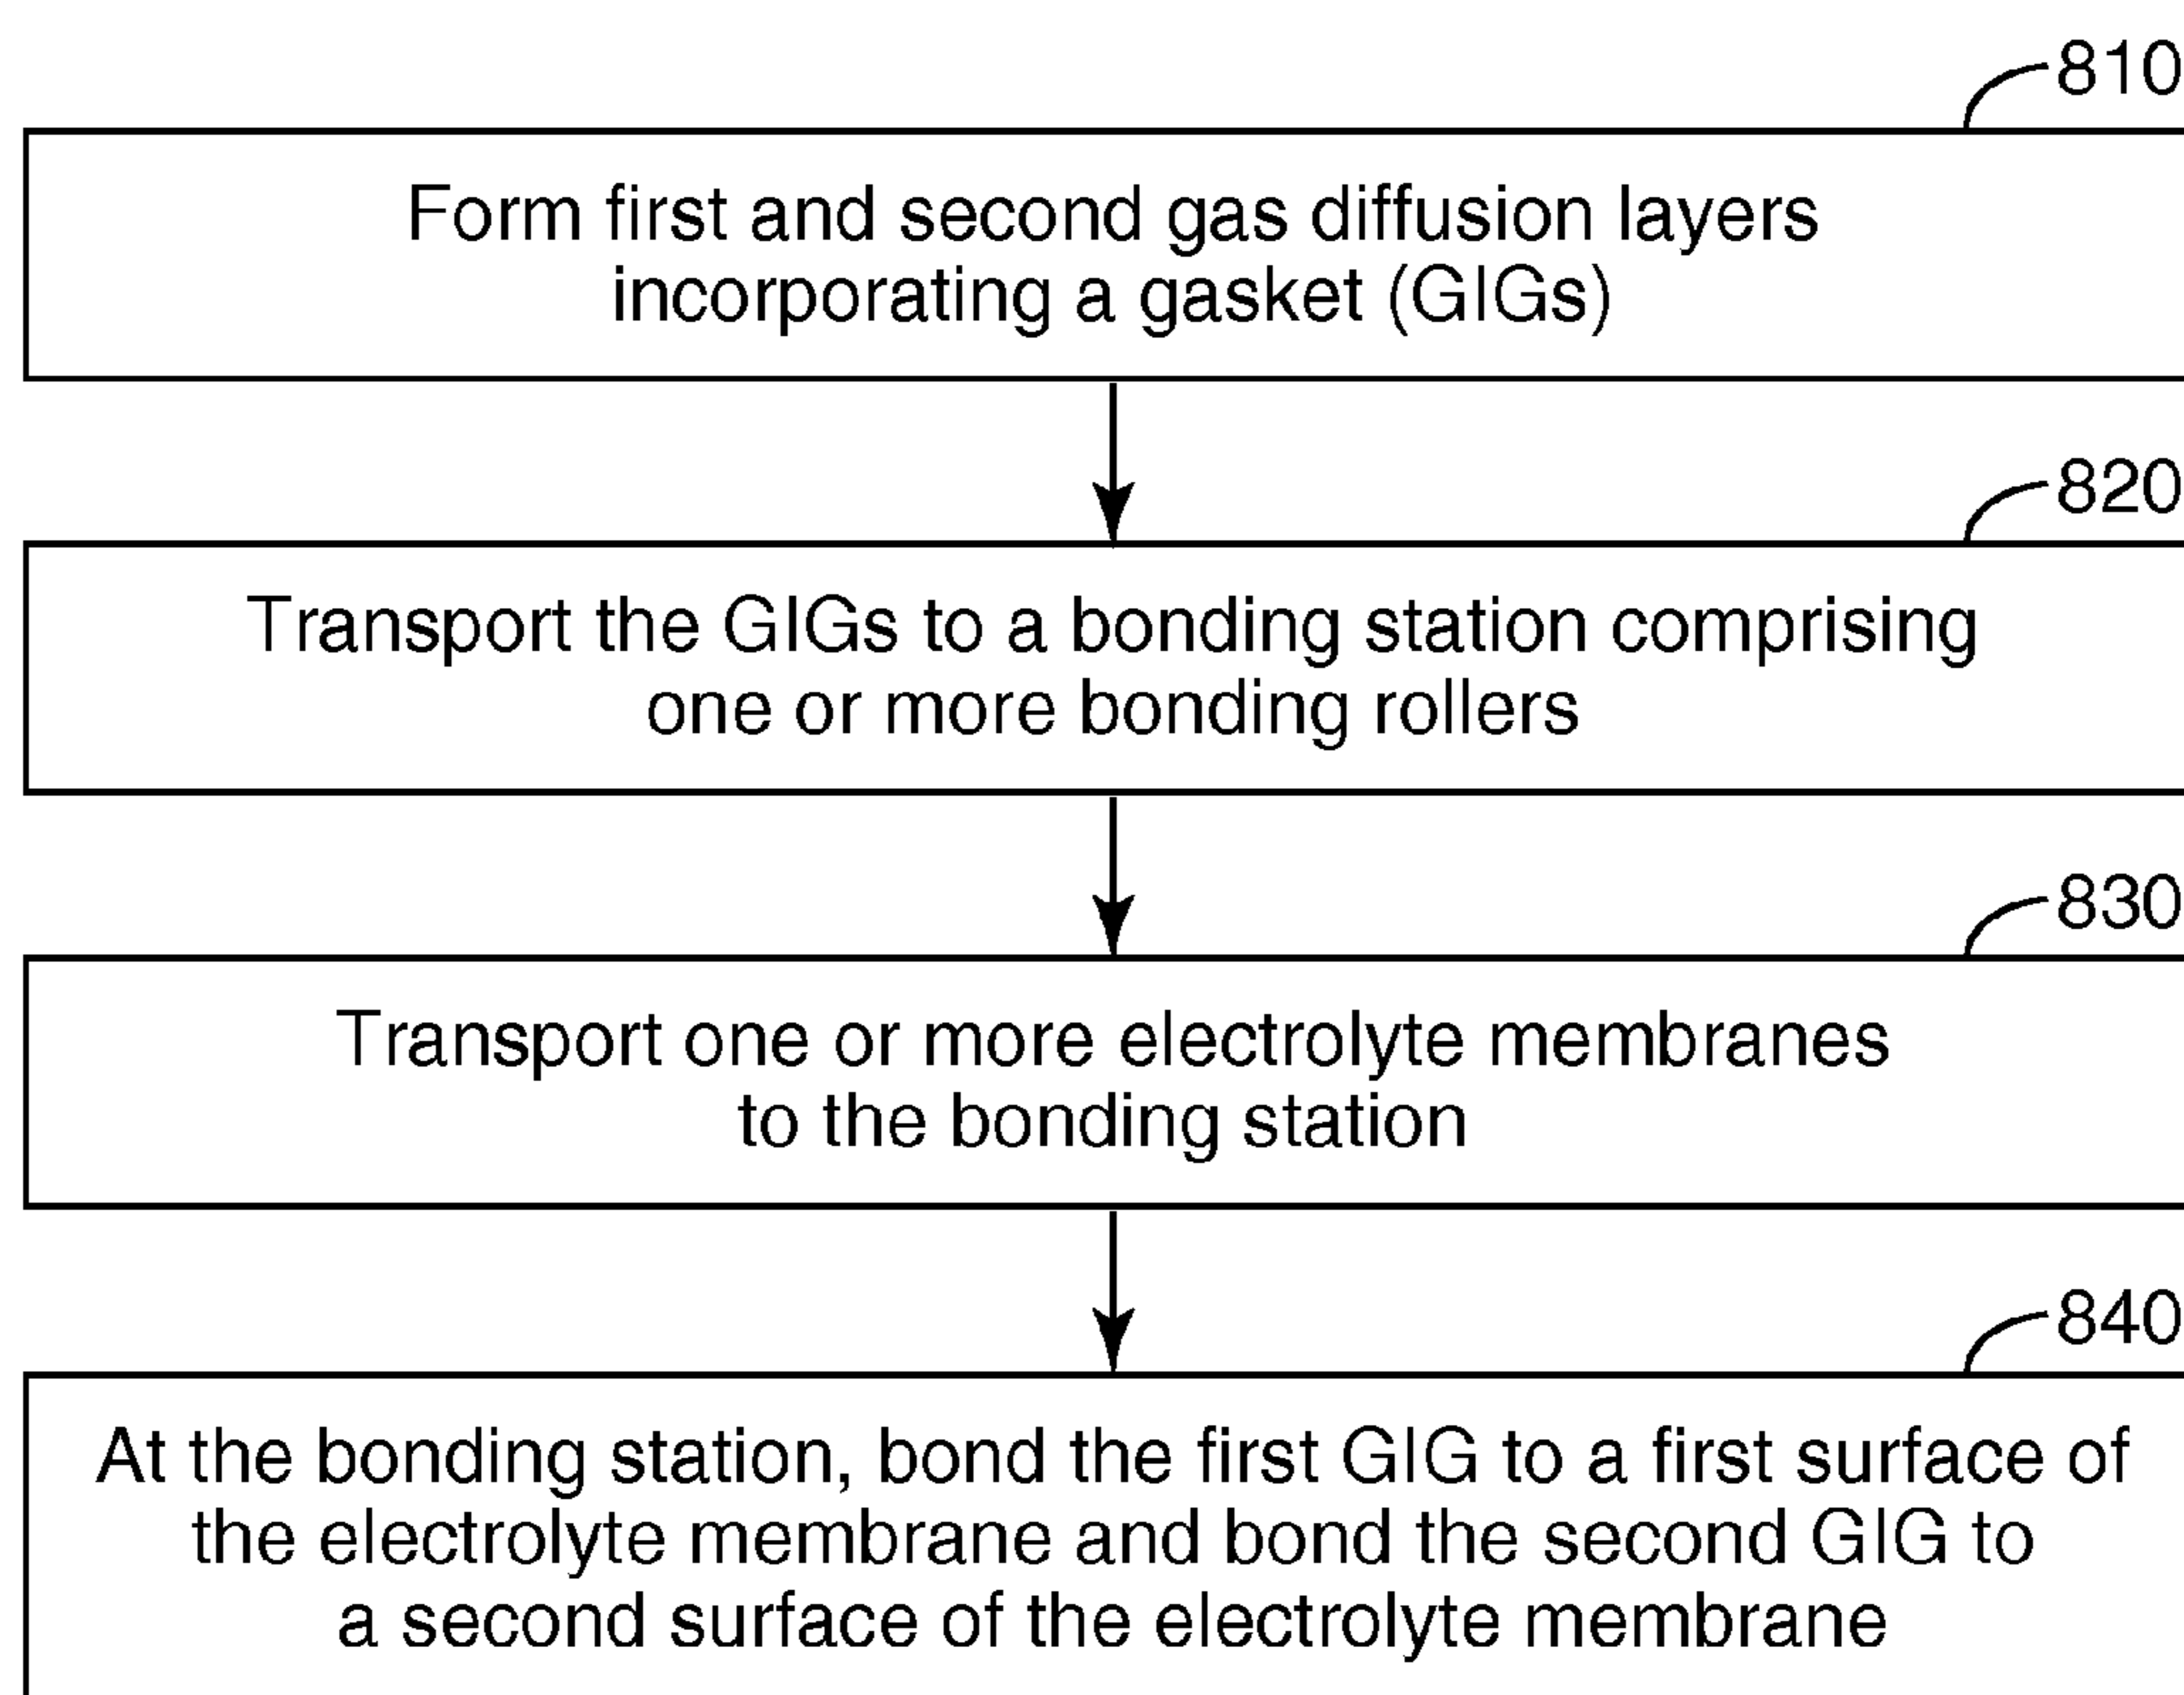 810
Form first and second gas diffusion layers
incorporating a gasket (GIGs)
820
Transport the GIGs to a bonding station comprising
one or more bonding rollers
830
Transport one or more electrolyte membranes
to the bonding station
840
At the bonding station, bond the first GIG to a first surface of
the electrolyte membrane and bond the second GIG to
a second surface of the electrolyte membrane